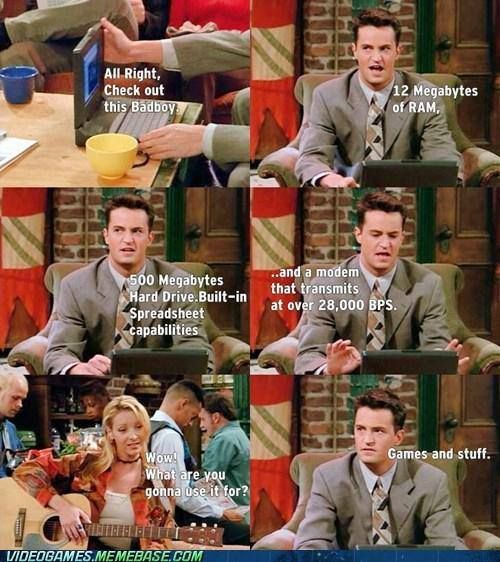 All Right,
Check out
this Badboy.
12 Megabytes
of RAM,
500 Megabytes
Hard Drive.Built-in
Spreadsheet
capabilities
..and a modem
that transmits
at over 28,000 BPS.
Wow!
What are you
gonna use it for?
Games and stuff.
VIDEOGAMES.MEMEBASE.COM